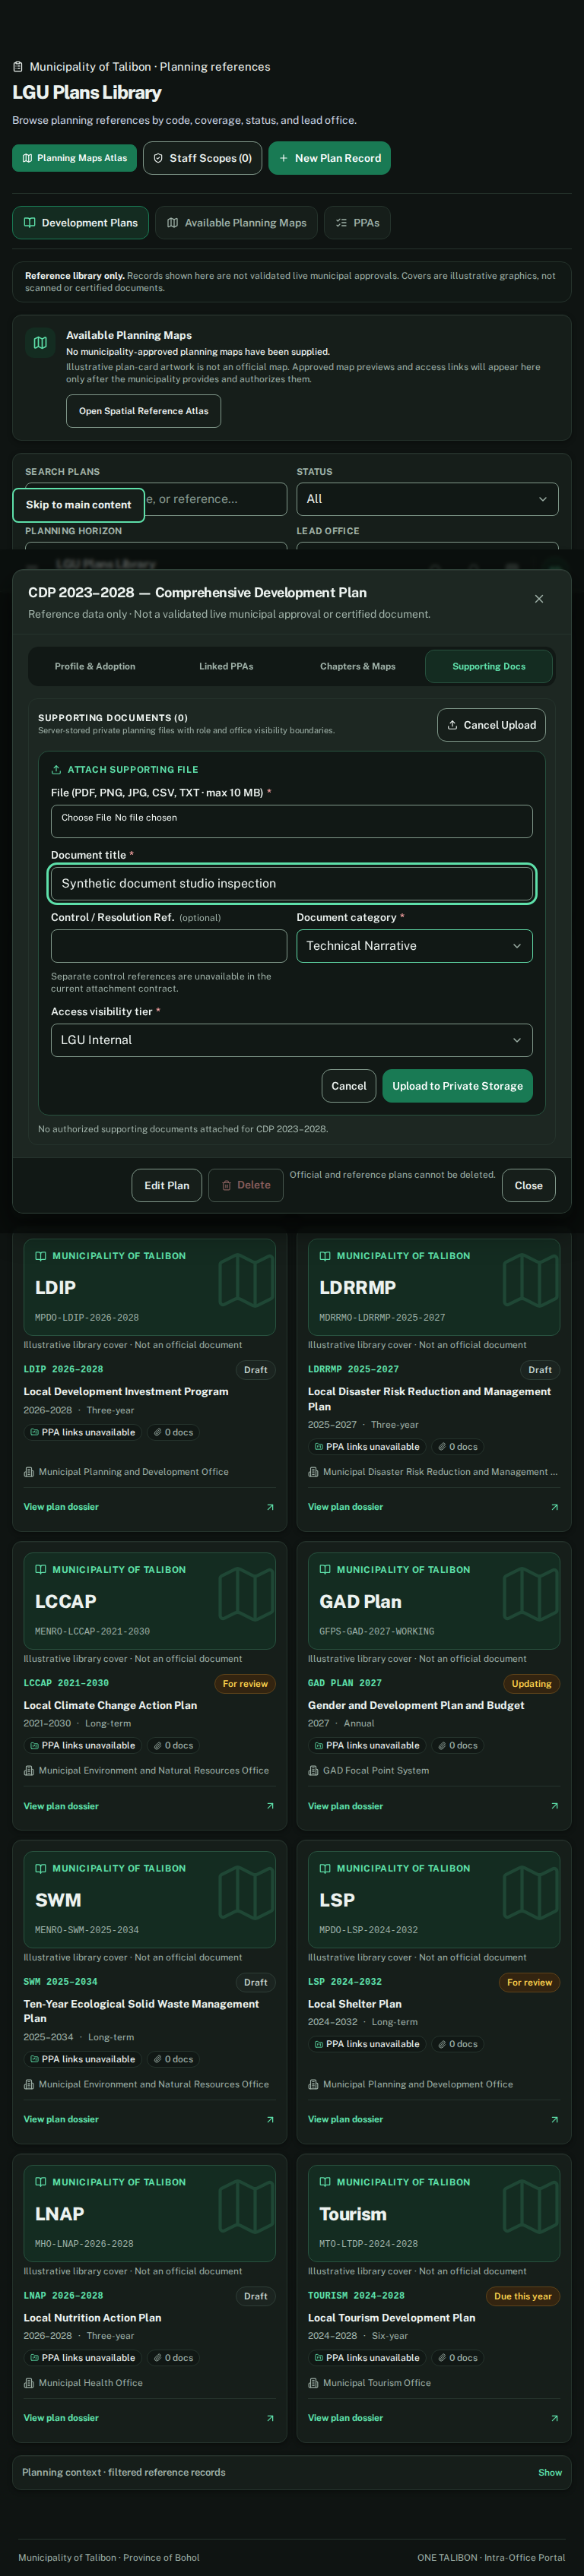 Municipality of Talibon · Planning references
LGU Plans Library
Browse planning references by code, coverage, status, and lead office.
Planning Maps Atlas
Staff Scopes (0)
New Plan Record
Development Plans
Available Planning Maps
PPAs
Reference library only. Records shown here are not validated live municipal approvals. Covers are illustrative graphics, not
scanned or certified documents.
Available Planning Maps
No municipality-approved planning maps have been supplied.
Illustrative plan-card artwork is not an official map. Approved map previews and access links will appear here
only after the municipality provides and authorizes them.
Open Spatial Reference Atlas
SEARCH PLANS
STATUS
Skip to main content
e, or reference...
All
PLANNING HORIZON
LEAD OFFICE
LGU Plans Library
CDP 2023–2028 — Comprehensive Development Plan
Reference data only · Not a validated live municipal approval or certified document.
Profile & Adoption
Linked PPAs
Chapters & Maps
Supporting Docs
SUPPORTING DOCUMENTS (0)
Server-stored private planning files with role and office visibility boundaries.
Cancel Upload
ATTACH SUPPORTING FILE
File (PDF, PNG, JPG, CSV, TXT · max 10 MB) *
Choose File No file chosen
Document title *
Synthetic document studio inspection
Control / Resolution Ref. (optional)
Document category *
Technical Narrative
Separate control references are unavailable in the
current attachment contract.
Access visibility tier *
LGU Internal
Cancel
Upload to Private Storage
No authorized supporting documents attached for CDP 2023–2028.
Edit Plan
Delete
Official and reference plans cannot be deleted.
Close
MUNICIPALITY OF TALIBON
LDIP
MPDO-LDIP-2026-2028
Illustrative library cover · Not an official document
LDIP 2026–2028
Draft
Local Development Investment Program
2026–2028 · Three-year
PPA links unavailable
0 docs
Municipal Planning and Development Office
View plan dossier
MUNICIPALITY OF TALIBON
LDRRMP
MDRRMO-LDRRMP-2025-2027
Illustrative library cover · Not an official document
LDRRMP 2025–2027
Draft
Local Disaster Risk Reduction and Management
Plan
2025–2027 · Three-year
PPA links unavailable
0 docs
Municipal Disaster Risk Reduction and Management ...
View plan dossier
MUNICIPALITY OF TALIBON
LCCAP
MENRO-LCCAP-2021-2030
Illustrative library cover · Not an official document
LCCAP 2021–2030
For review
Local Climate Change Action Plan
2021–2030 · Long-term
PPA links unavailable
0 docs
Municipal Environment and Natural Resources Office
View plan dossier
MUNICIPALITY OF TALIBON
GAD Plan
GFPS-GAD-2027-WORKING
Illustrative library cover · Not an official document
GAD PLAN 2027
Updating
Gender and Development Plan and Budget
2027 · Annual
PPA links unavailable
0 docs
GAD Focal Point System
View plan dossier
MUNICIPALITY OF TALIBON
SWM
MENRO-SWM-2025-2034
Illustrative library cover · Not an official document
SWM 2025–2034
Draft
Ten-Year Ecological Solid Waste Management
Plan
2025–2034 · Long-term
PPA links unavailable
0 docs
Municipal Environment and Natural Resources Office
View plan dossier
MUNICIPALITY OF TALIBON
LSP
MPDO-LSP-2024-2032
Illustrative library cover · Not an official document
LSP 2024–2032
For review
Local Shelter Plan
2024–2032 · Long-term
PPA links unavailable
0 docs
Municipal Planning and Development Office
View plan dossier
MUNICIPALITY OF TALIBON
LNAP
MHO-LNAP-2026-2028
Illustrative library cover · Not an official document
LNAP 2026–2028
Draft
Local Nutrition Action Plan
2026–2028 · Three-year
PPA links unavailable
0 docs
Municipal Health Office
View plan dossier
MUNICIPALITY OF TALIBON
Tourism
MTO-LTDP-2024-2028
Illustrative library cover · Not an official document
TOURISM 2024–2028
Due this year
Local Tourism Development Plan
2024–2028 · Six-year
PPA links unavailable
0 docs
Municipal Tourism Office
View plan dossier
Planning context · filtered reference records
Show
Municipality of Talibon · Province of Bohol
ONE TALIBON · Intra-Office Portal